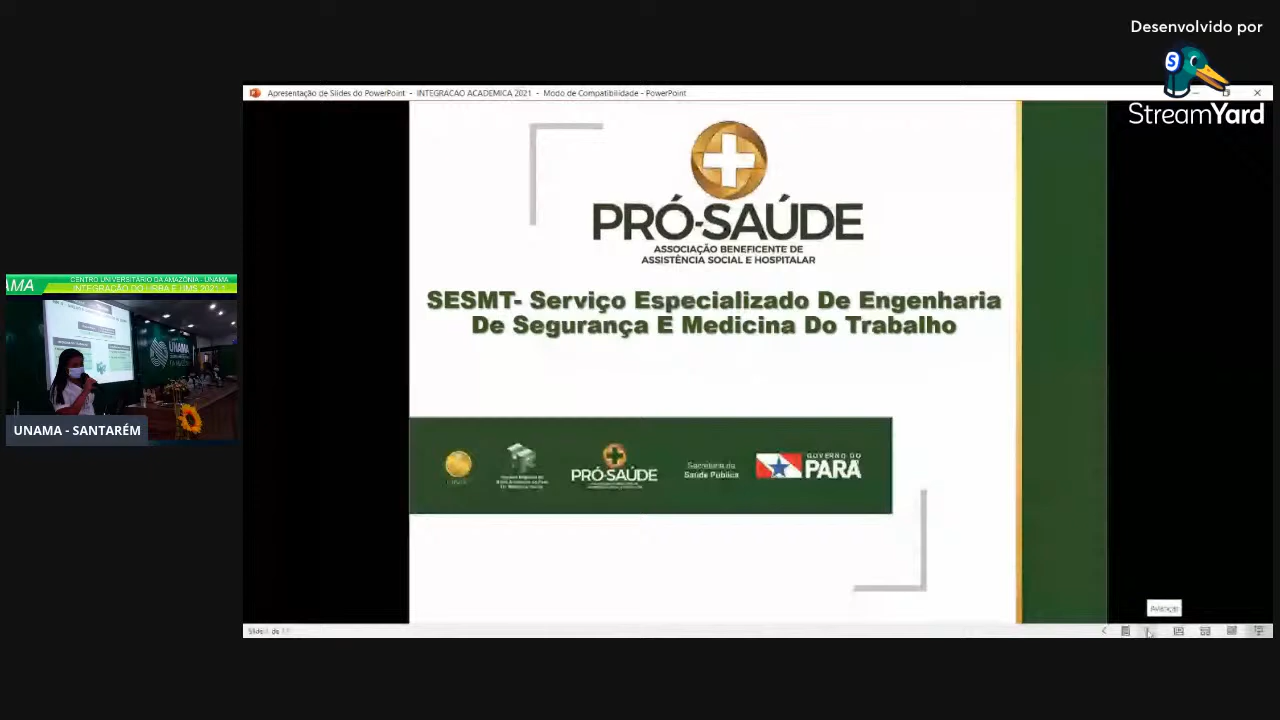 Desenvolvido por
StreamYard
Apresentação de Slides do PowerPoint - INTEGRACAO ACADEMICA 2021 - Modo de Compatibilidade - PowerPoint
PRÓ-SAÚDE
ASSOCIAÇÃO BENEFICENTE DE
ASSISTÊNCIA SOCIAL E HOSPITALAR
SESMT- Serviço Especializado De Engenharia
De Segurança E Medicina Do Trabalho
CENTRO UNIVERSITÁRIO DA AMAZÔNIA - UNAMA
UNAMA
UNAMA - SANTARÉM
PRÓ-SAÚDE
Secretaria de
Saúde Pública
GOVERNO DO
PARÁ
Avançar